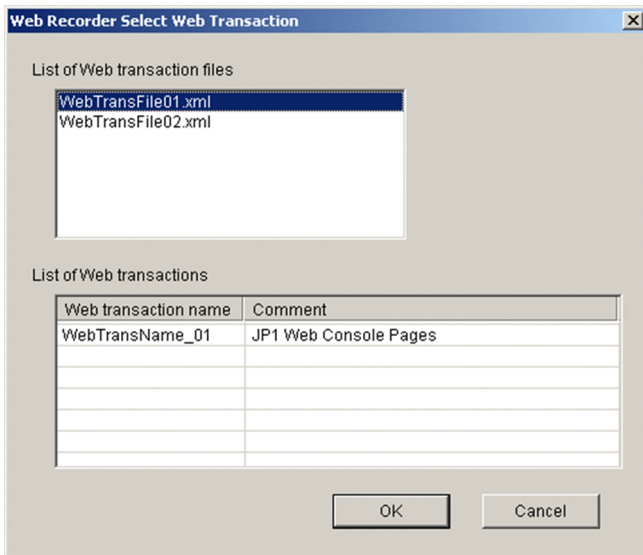 Web Recorder Select Web Transaction
List of Web transaction files
WebTransFile01.xml
WebTransFile02.xml
List of Web transactions
Web transaction name Comment
WebTransName_01 JP1 Web Console Pages
OK Cancel